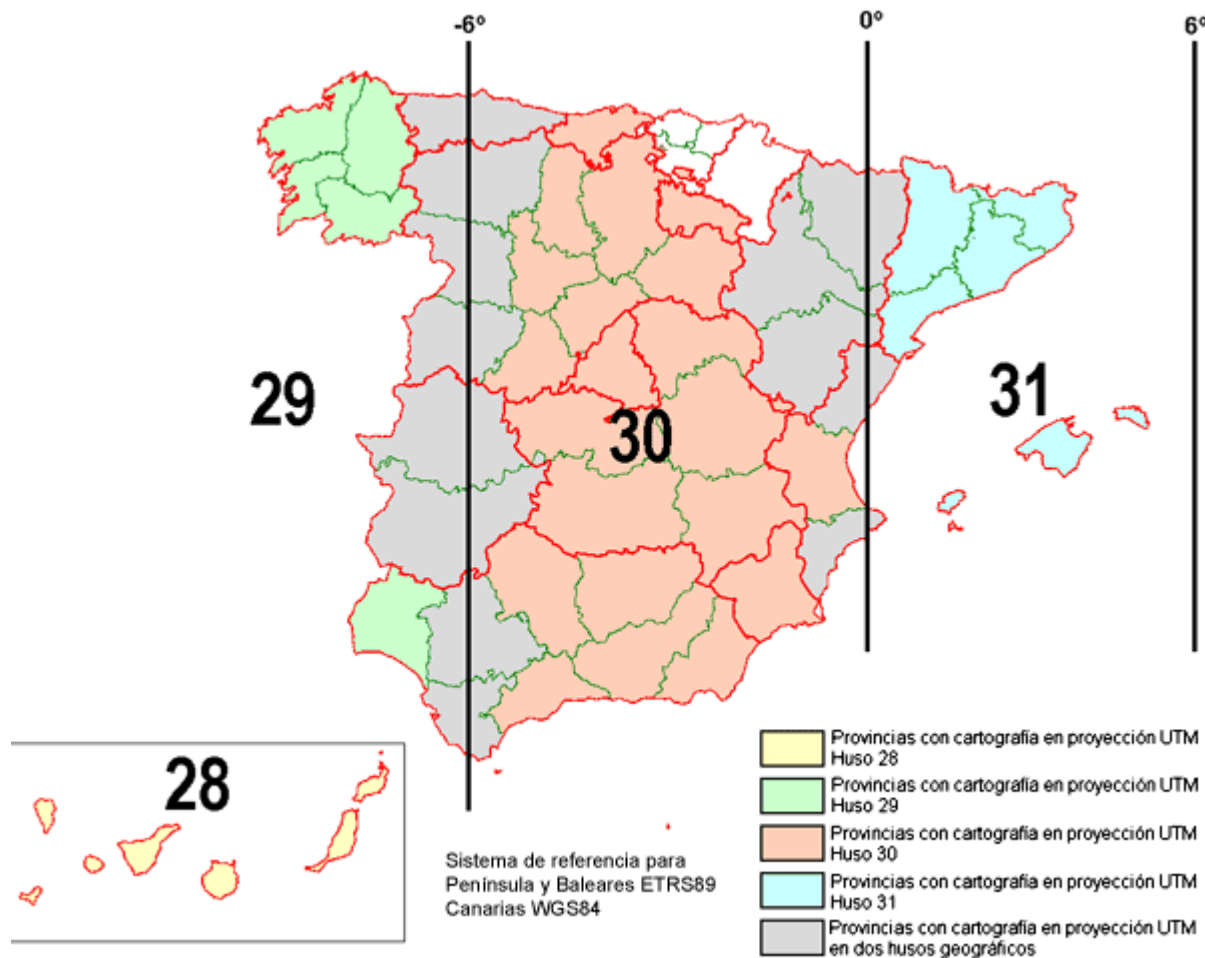 -6º
0º
6º
29
30
31
28
Sistema de referencia para
Península y Baleares ETRS89
Canarias WGS84
Provincias con cartografía en proyección UTM
Huso 28
Provincias con cartografía en proyección UTM
Huso 29
Provincias con cartografía en proyección UTM
Huso 30
Provincias con cartografía en proyección UTM
Huso 31
Provincias con cartografía en proyección UTM
en dos husos geográficos